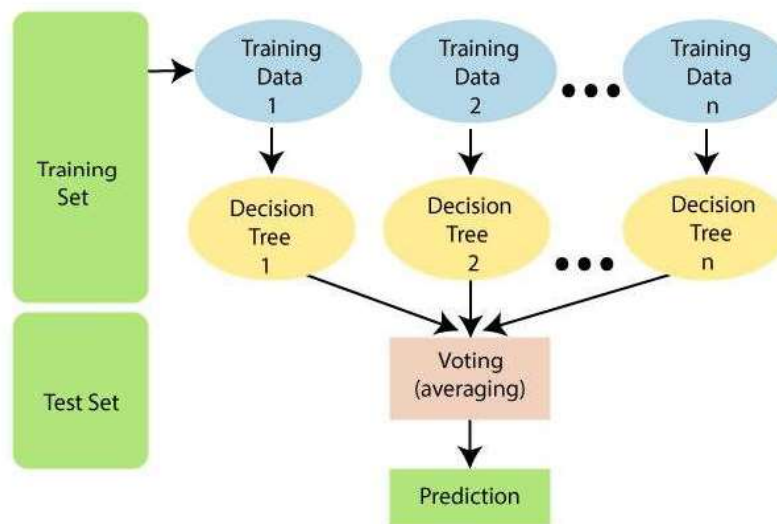 Training
Set
Test Set
Training
Data
1
Training
Data
2
Training
Data
n
Decision
Tree
1
Decision
Tree
2
Decision
Tree
n
Voting
(averaging)
Prediction